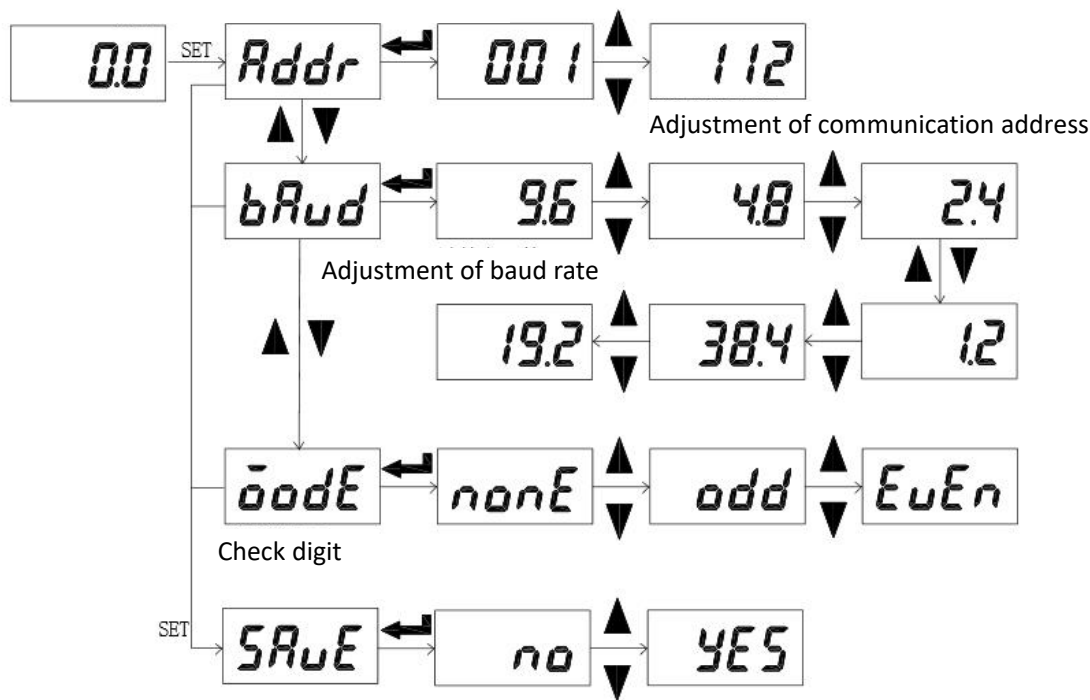 0.0 SET Addr 001 112
Adjustment of communication address
bAud 9.6 4.8 2.4
Adjustment of baud rate
19.2 38.4 1.2
ōodE nonE odd EvEn
Check digit
SET SAvE no YES